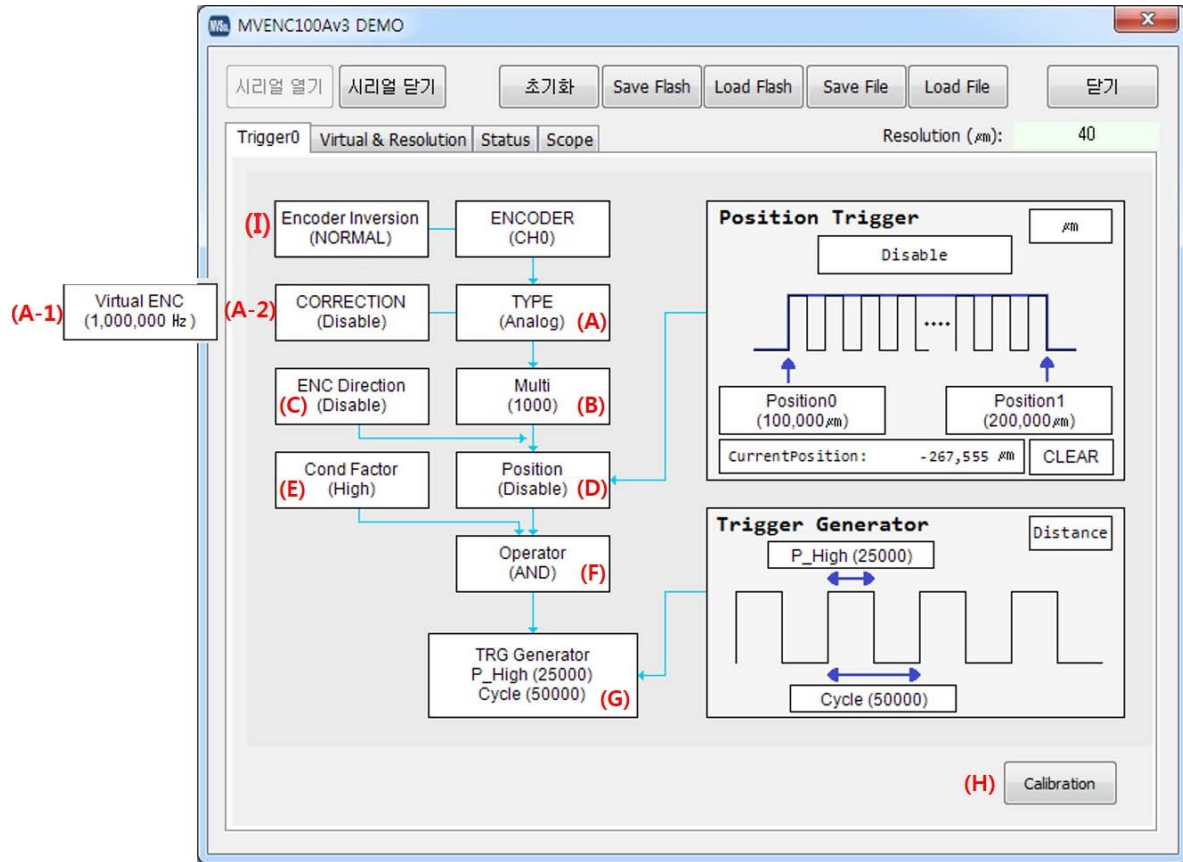 MVSol MVENC100Av3 DEMO
시리얼 열기 시리얼 닫기 초기화 Save Flash Load Flash Save File Load File 닫기
Trigger0 Virtual & Resolution Status Scope Resolution (㎛): 40
(I) Encoder Inversion
(NORMAL)
ENCODER
(CH0)
(A-1) Virtual ENC
(1,000,000 ㎐ )
(A-2) CORRECTION
(Disable)
TYPE
(Analog) (A)
ENC Direction
(C) (Disable)
Multi
(1000) (B)
Cond Factor
(E) (High)
Position
(Disable) (D)
Operator
(AND) (F)
TRG Generator
P_High (25000)
Cycle (50000) (G)
Position Trigger ㎛
Disable
....
Position0
(100,000㎛)
Position1
(200,000㎛)
CurrentPosition: -267,555 ㎛ CLEAR
Trigger Generator Distance
P_High (25000)
Cycle (50000)
(H) Calibration